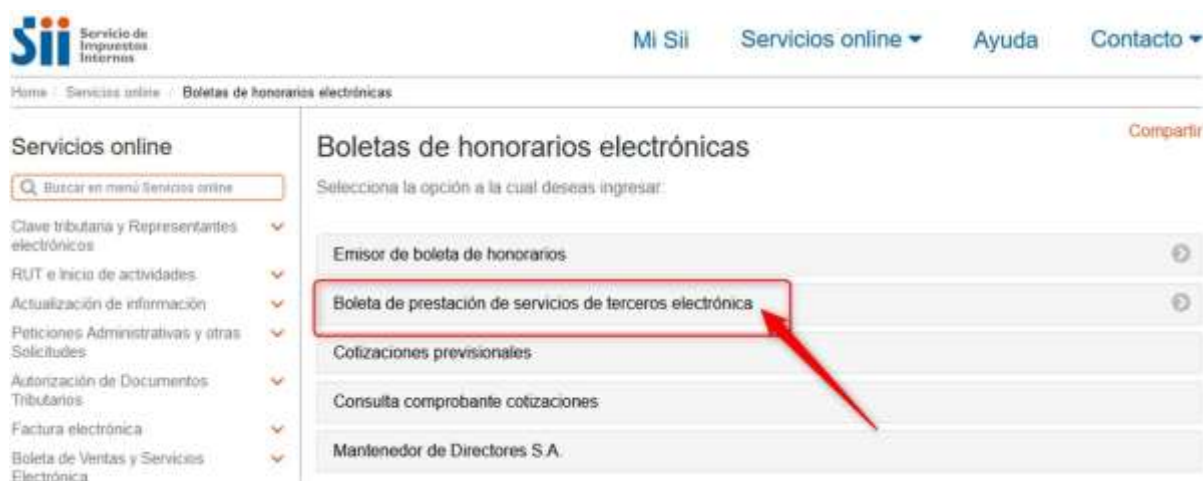 Sii Servicio de
Impuestos
Internos
Mi Sii Servicios online Ayuda Contacto
Home / Servicios online / Boletas de honorarios electrónicas
Servicios online
Buscar en menú Servicios online
Clave tributaria y Representantes
electrónicos
RUT e Inicio de actividades
Actualización de información
Peticiones Administrativas y otras
Solicitudes
Autorización de Documentos
Tributarios
Factura electrónica
Boleta de Ventas y Servicios
Electrónica
Compartir
Boletas de honorarios electrónicas
Selecciona la opción a la cual deseas ingresar:
Emisor de boleta de honorarios
Boleta de prestación de servicios de terceros electrónica
Cotizaciones previsionales
Consulta comprobante cotizaciones
Mantenedor de Directores S.A.